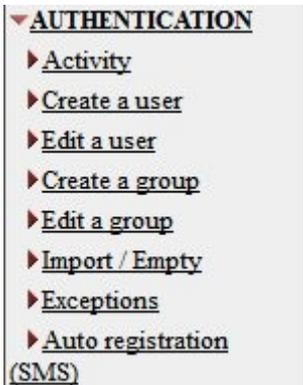 AUTHENTICATION
Activity
Create a user
Edit a user
Create a group
Edit a group
Import / Empty
Exceptions
Auto registration
(SMS)